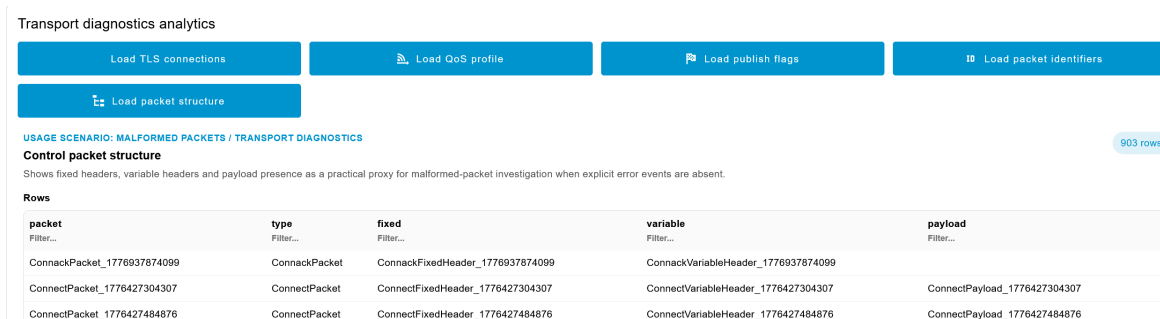 Transport diagnostics analytics
Load TLS connections Load QoS profile Load publish flags ID Load packet identifiers
Load packet structure
USAGE SCENARIO: MALFORMED PACKETS / TRANSPORT DIAGNOSTICS
903 rows
Control packet structure
Shows fixed headers, variable headers and payload presence as a practical proxy for malformed-packet investigation when explicit error events are absent.
Rows
packet type fixed variable payload
Filter... Filter... Filter... Filter... Filter...
ConnackPacket_1776937874099 ConnackPacket ConnackFixedHeader_1776937874099 ConnackVariableHeader_1776937874099
ConnectPacket_1776427304307 ConnectPacket ConnectFixedHeader_1776427304307 ConnectVariableHeader_1776427304307 ConnectPayload_1776427304307
ConnectPacket_1776427484876 ConnectPacket ConnectFixedHeader_1776427484876 ConnectVariableHeader_1776427484876 ConnectPayload_1776427484876